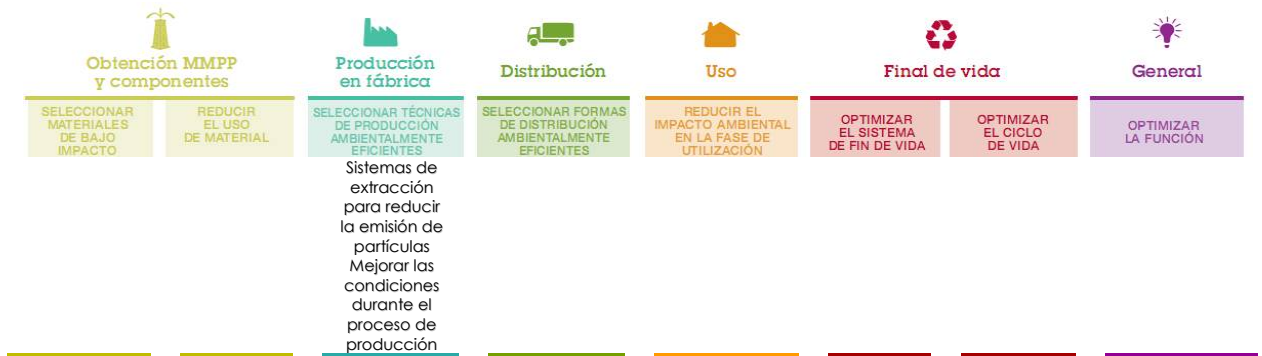 Obtención MMPP
y componentes
Producción
en fábrica
Distribución
Uso
Final de vida
General
SELECCIONAR
MATERIALES
DE BAJO
IMPACTO
REDUCIR
EL USO
DE MATERIAL
SELECCIONAR TÉCNICAS
DE PRODUCCIÓN
AMBIENTALMENTE
EFICIENTES
SELECCIONAR FORMAS
DE DISTRIBUCIÓN
AMBIENTALMENTE
EFICIENTES
REDUCIR EL
IMPACTO AMBIENTAL
EN LA FASE DE
UTILIZACIÓN
OPTIMIZAR
EL SISTEMA
DE FIN DE VIDA
OPTIMIZAR
EL CICLO
DE VIDA
OPTIMIZAR
LA FUNCIÓN
Sistemas de
extracción
para reducir
la emisión de
partículas
Mejorar las
condiciones
durante el
proceso de
producción